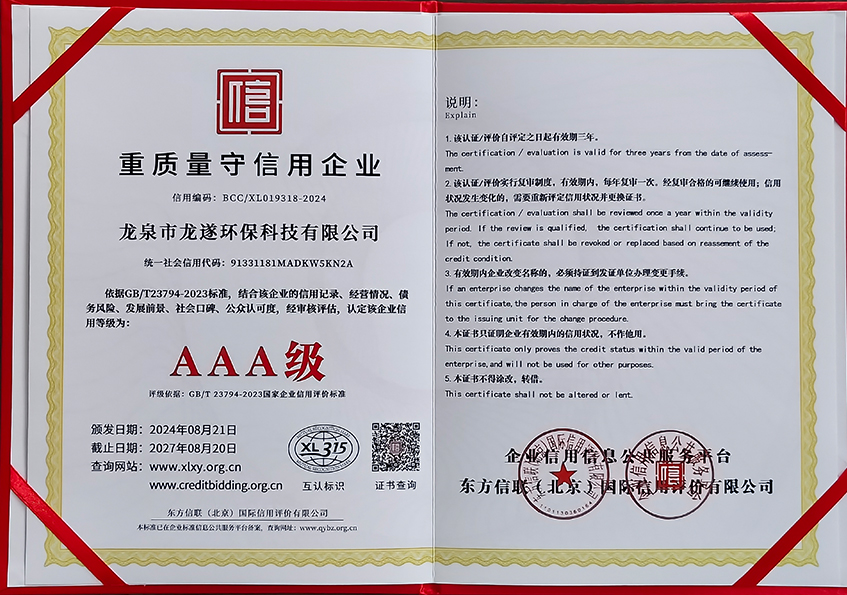 信
重质量守信用企业
信用编码：BCC/XL019318-2024
龙泉市龙遂环保科技有限公司
统一社会信用代码：91331181MADKW5KN2A
依据GB/T23794-2023标准，结合该企业的信用记录、经营情况、债
务风险、发展前景、社会口碑、公众认可度，经审核评估，认定该企业信
用等级为：
AAA级
评级依据：GB/T 23794-2023国家企业信用评价标准
颁发日期：2024年08月21日
截止日期：2027年08月20日
查询网站：www.xlxy.org.cn
www.creditbidding.org.cn
XL 315
互认标识
证书查询
东方信联（北京）国际信用评价有限公司
本标准已在企业标准信息公共服务平台备案，查询网址：www.qybz.org.cn
说明：
Explain
1. 该认证/评价自评定之日起有效期三年。
The certification / evaluation is valid for three years from the date of assess-
ment.
2. 该认证/评价实行复审制度，有效期内，每年复审一次。经复审合格的可继续使用；信用
状况发生变化的，需要重新评定信用状况并更换证书。
The certification / evaluation shall be reviewed once a year within the validity
period. If the review is qualified, the certification shall continue to be used;
If not, the certificate shall be revoked or replaced based on reassement of the
credit condition.
3. 有效期内企业改变名称的，必须持证到发证单位办理变更手续。
If an enterprise changes the name of the enterprise within the validity period of
this certificate, the person in charge of the enterprise must bring the certificate
to the issuing unit for the change procedure.
4. 本证书只证明企业有效期内的信用状况，不作他用。
This certificate only proves the credit status within the valid period of the
enterprise, and will not be used for other purposes.
5. 本证书不得涂改，转借。
This certificate shall not be altered or lent.
企业信用信息公共服务平台
东方信联（北京）国际信用评价有限公司